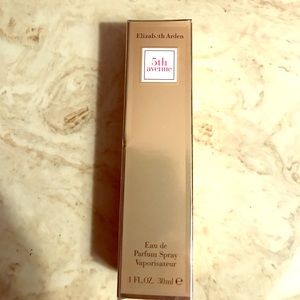 Elizabeth Arden
5th
avenue
Eau de
Parfum Spray
Vaporisateur
1 FL.OZ. 30ml ℮